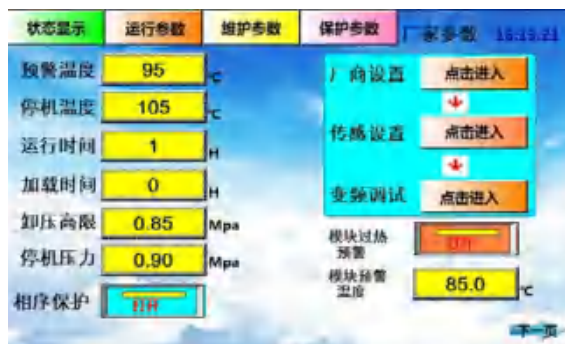 状态显示 运行参数 维护参数 保护参数 厂家参数
预警温度 95 ℃
停机温度 105 ℃
运行时间 1 H
加载时间 0 H
卸压高限 0.85 Mpa
停机压力 0.90 Mpa
相序保护 打开
厂商设置 点击进入
传感设置 点击进入
变频调试 点击进入
模块过热
预警
打开
模块预警
温度
85.0 ℃
下一页